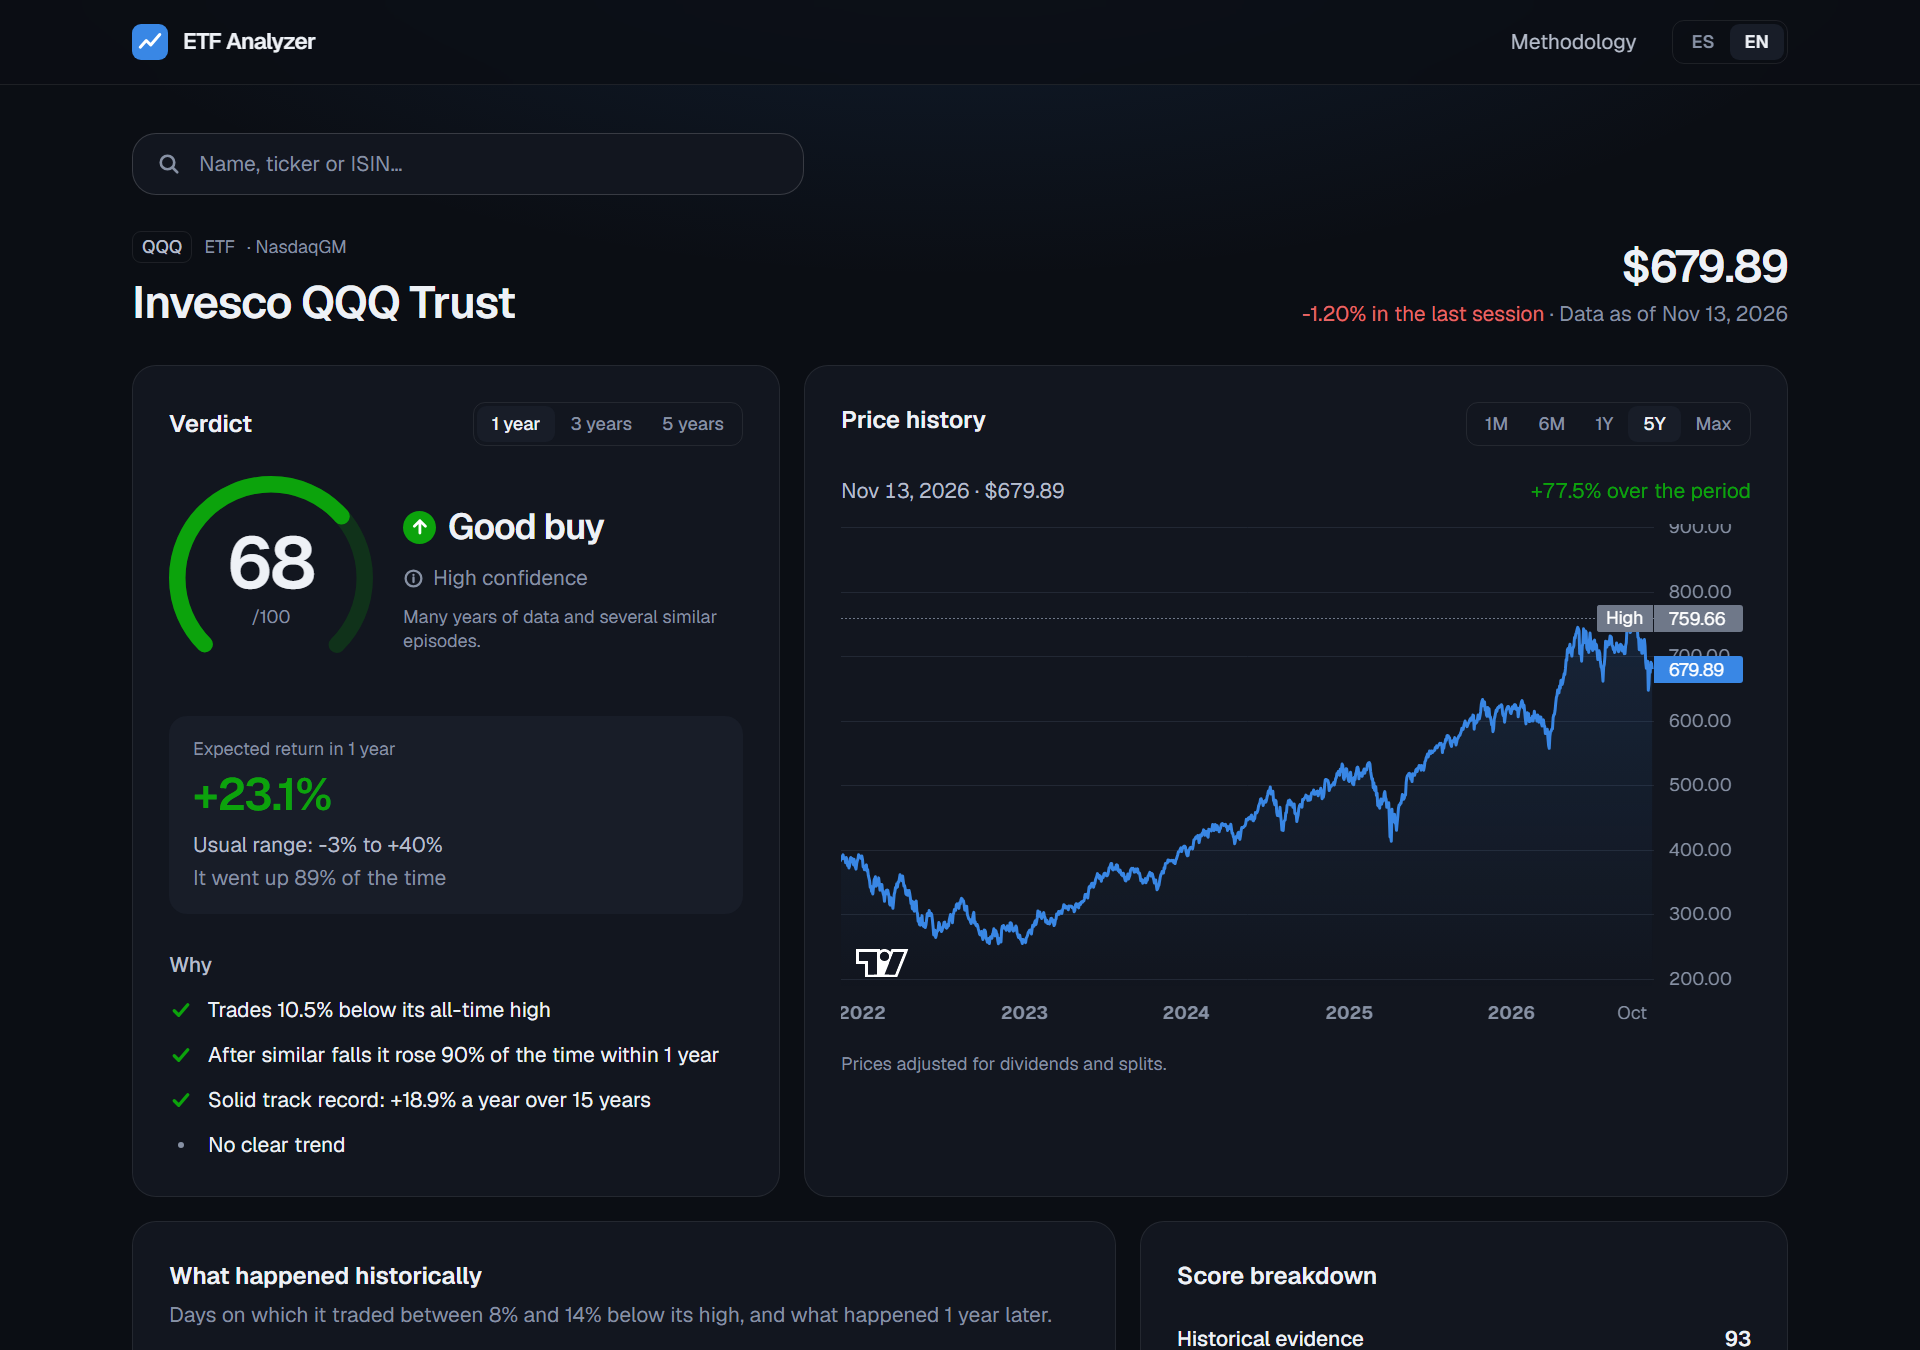 ETF Analyzer
Methodology
ES
EN
Name, ticker or ISIN...
QQQ
ETF · NasdaqGM
Invesco QQQ Trust
$679.89
-1.20% in the last session · Data as of Nov 13, 2026
Verdict
1 year
3 years
5 years
68
/100
Good buy
High confidence
Many years of data and several similar
episodes.
Expected return in 1 year
+23.1%
Usual range: -3% to +40%
It went up 89% of the time
Why
Trades 10.5% below its all-time high
After similar falls it rose 90% of the time within 1 year
Solid track record: +18.9% a year over 15 years
No clear trend
Price history
1M
6M
1Y
5Y
Max
Nov 13, 2026 · $679.89
+77.5% over the period
900.00
800.00
High
759.66
700.00
679.89
600.00
500.00
400.00
300.00
200.00
2022
2023
2024
2025
2026
Oct
Prices adjusted for dividends and splits.
What happened historically
Days on which it traded between 8% and 14% below its high, and what happened 1 year later.
Score breakdown
Historical evidence
93